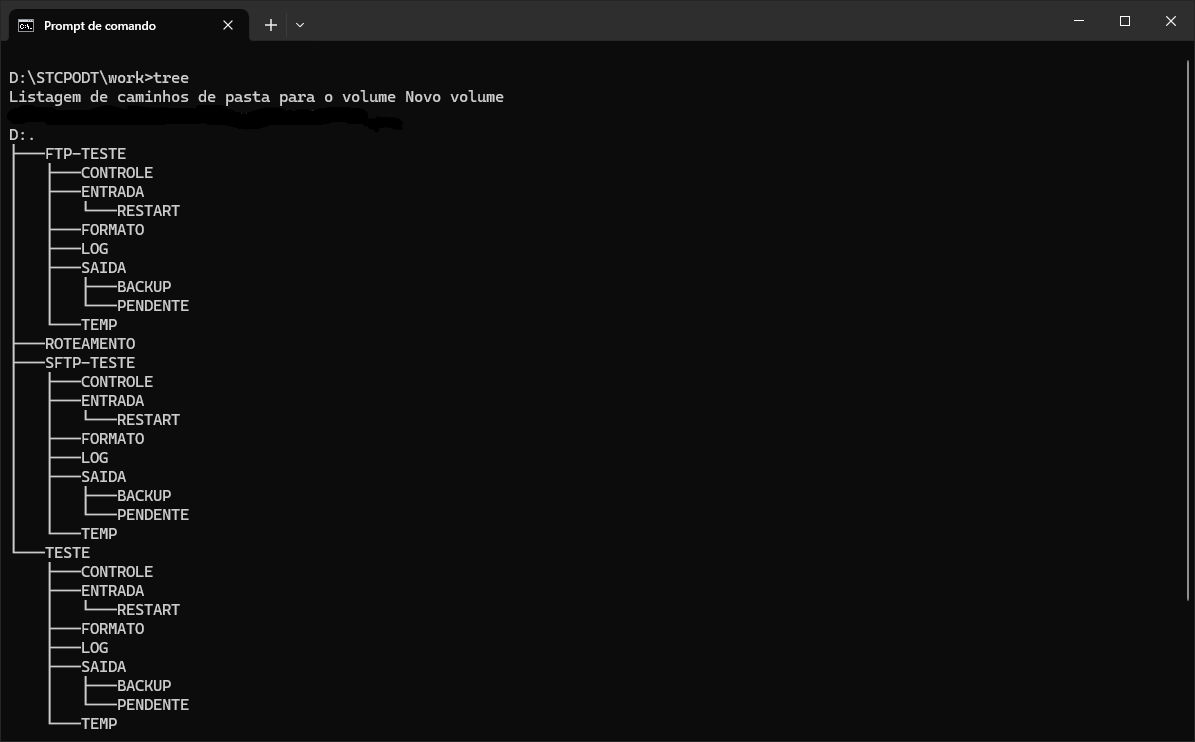 Prompt de comando
D:\STCPODT\work>tree
Listagem de caminhos de pasta para o volume Novo volume
D:.
├───FTP-TESTE
│   ├───CONTROLE
│   ├───ENTRADA
│   │   └───RESTART
│   ├───FORMATO
│   ├───LOG
│   ├───SAIDA
│   │   ├───BACKUP
│   │   └───PENDENTE
│   └───TEMP
├───ROTEAMENTO
├───SFTP-TESTE
│   ├───CONTROLE
│   ├───ENTRADA
│   │   └───RESTART
│   ├───FORMATO
│   ├───LOG
│   ├───SAIDA
│   │   ├───BACKUP
│   │   └───PENDENTE
│   └───TEMP
└───TESTE
    ├───CONTROLE
    ├───ENTRADA
    │   └───RESTART
    ├───FORMATO
    ├───LOG
    ├───SAIDA
    │   ├───BACKUP
    │   └───PENDENTE
    └───TEMP